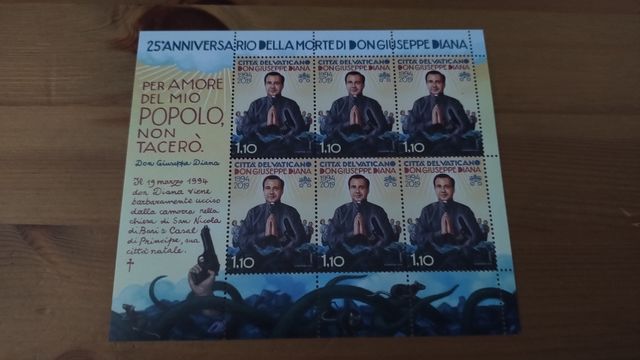 25° ANNIVERSARIO DELLA MORTE DI DON GIUSEPPE DIANA
PER AMORE
DEL MIO
POPOLO,
NON
TACERÒ.
Don Giuseppe Diana
Il 19 marzo 1994
don Diana viene
barbaramente ucciso
dalla camorra nella
chiesa di San Nicola
di Bari a Casal
di Principe, sua
città natale.
CITTÀ DEL VATICANO
DON GIUSEPPE DIANA
1994
2019
1.10
CITTÀ DEL VATICANO
DON GIUSEPPE DIANA
1994
2019
1.10
CITTÀ DEL VATICANO
DON GIUSEPPE DIANA
1994
2019
1.10
CITTÀ DEL VATICANO
DON GIUSEPPE DIANA
1994
2019
1.10
CITTÀ DEL VATICANO
DON GIUSEPPE DIANA
1994
2019
1.10
CITTÀ DEL VATICANO
DON GIUSEPPE DIANA
1994
2019
1.10